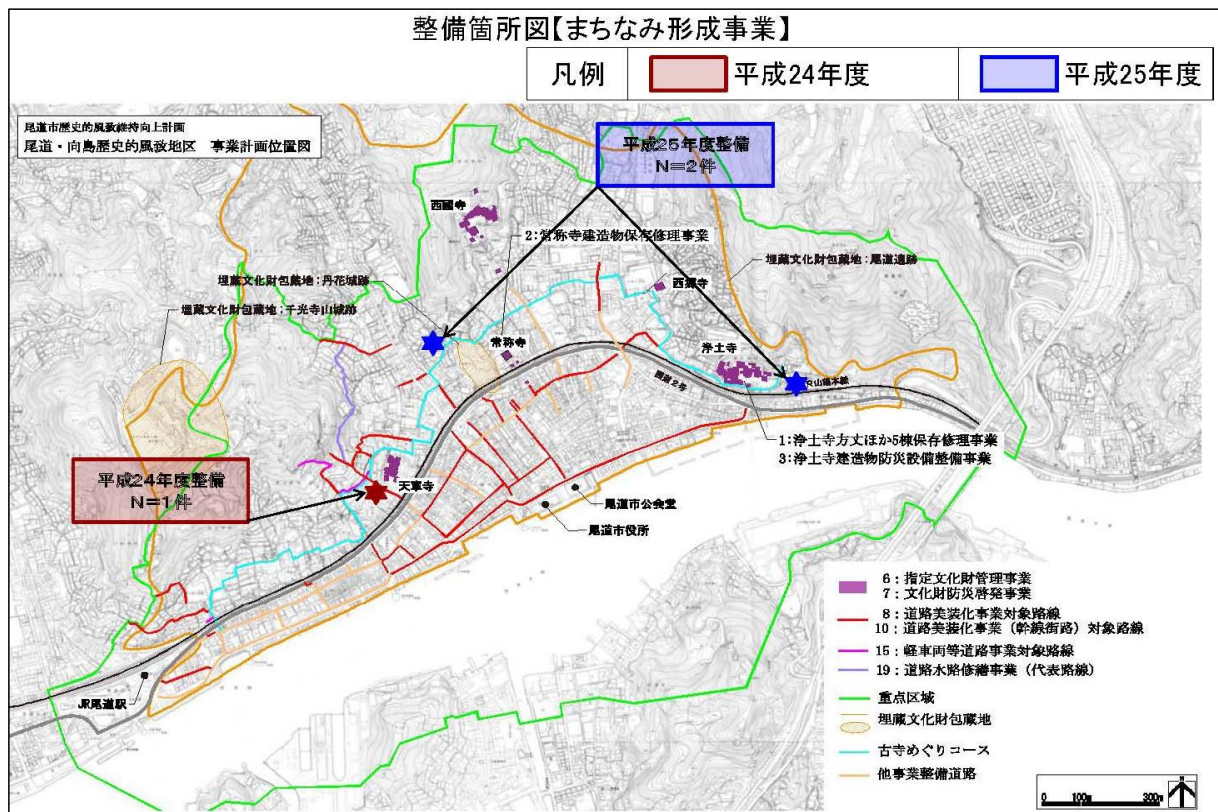 整備箇所図【まちなみ形成事業】
凡例
平成24年度
平成25年度
尾道市歴史的風致維持向上計画
尾道・向島歴史的風致地区 事業計画位置図
平成25年度整備
N=2件
西國寺
2:常称寺建造物保存修理事業
埋蔵文化財包蔵地:丹花城跡
埋蔵文化財包蔵地:千光寺山城跡
西郷寺
埋蔵文化財包蔵地:尾道遺跡
常称寺
浄土寺
国道2号
JR山陽本線
1:浄土寺方丈ほか5棟保存修理事業
3:浄土寺建造物防災設備整備事業
平成24年度整備
N=1件
天寧寺
尾道市公会堂
尾道市役所
JR尾道駅
6:指定文化財管理事業
7:文化財防災啓発事業
8:道路美装化事業対象路線
10:道路美装化事業(幹線街路)対象路線
15:軽車両等道路事業対象路線
19:道路水路修繕事業(代表路線)
重点区域
埋蔵文化財包蔵地
古寺めぐりコース
他事業整備道路
0 100m 300m